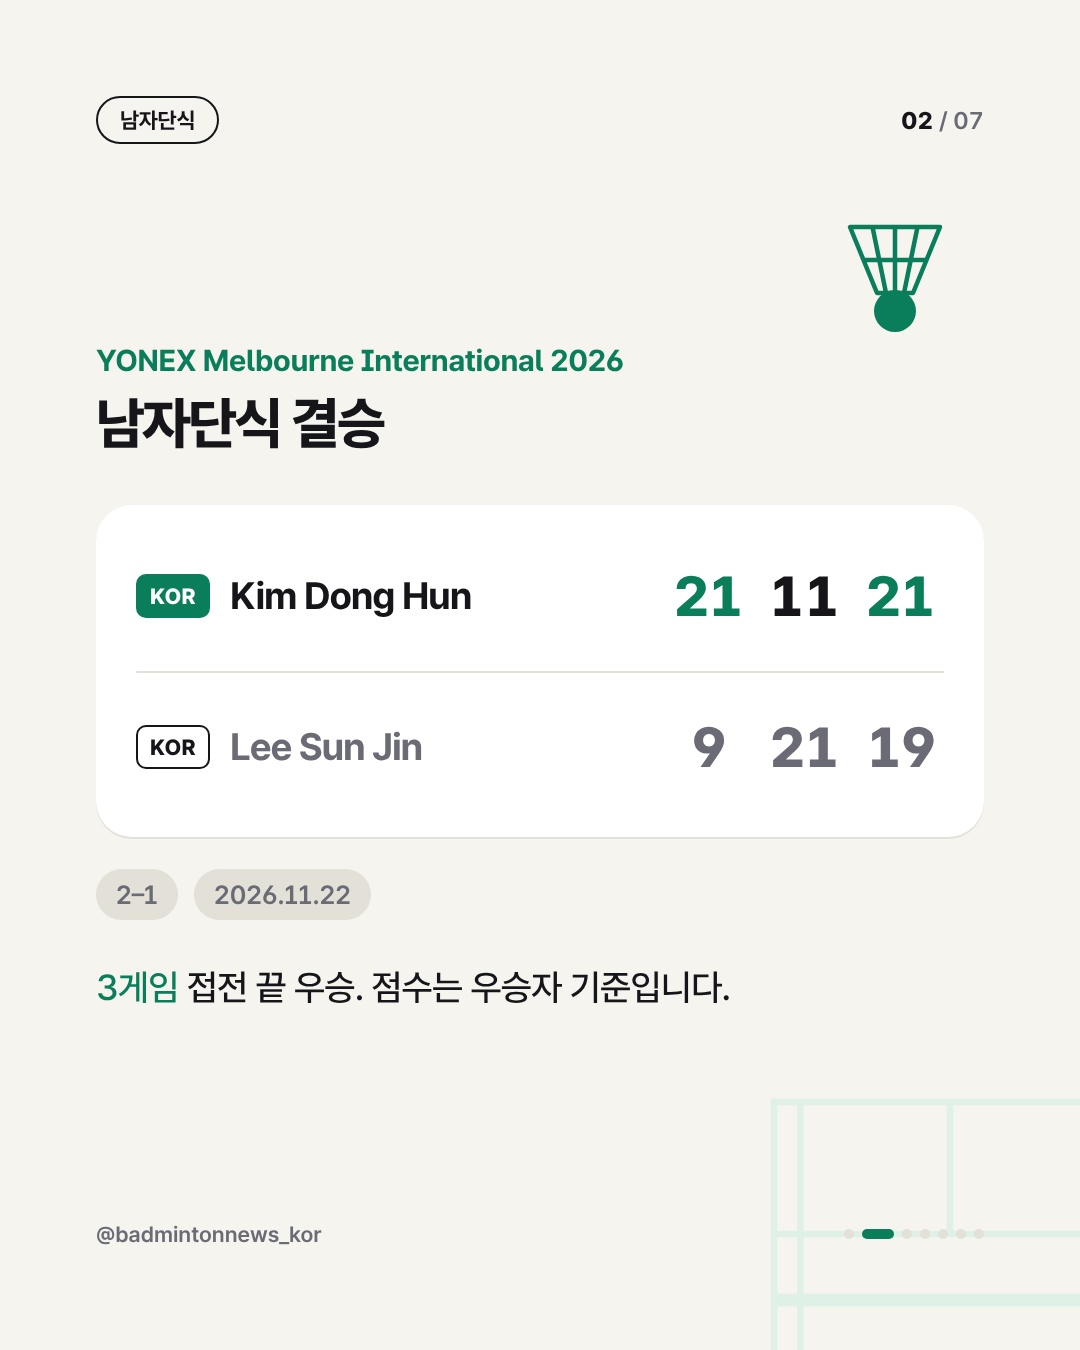 남자단식
02 / 07
YONEX Melbourne International 2026
남자단식 결승
KOR Kim Dong Hun 21 11 21
KOR Lee Sun Jin 9 21 19
2–1 2026.11.22
3게임 접전 끝 우승. 점수는 우승자 기준입니다.
@badmintonnews_kor